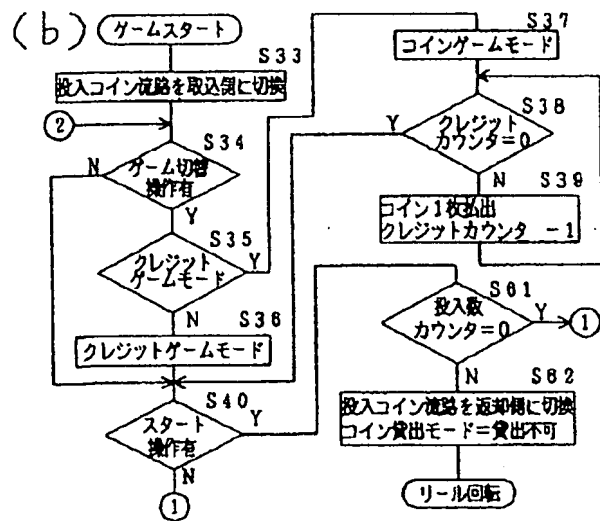 (b)
ゲームスタート
S33
投入コイン流路を取込側に切換
②
S34
N
ゲーム切替
操作有
Y
S35
クレジット
ゲームモード
Y
N
S36
クレジットゲームモード
S40
スタート
操作有
Y
N
①
S37
コインゲームモード
S38
Y
クレジット
カウンタ=0
N
S39
コイン1枚払出
クレジットカウンタ -1
S61
投入数
カウンタ=0
Y
①
N
S62
投入コイン流路を返却側に切換
コイン貸出モード=貸出不可
リール回転